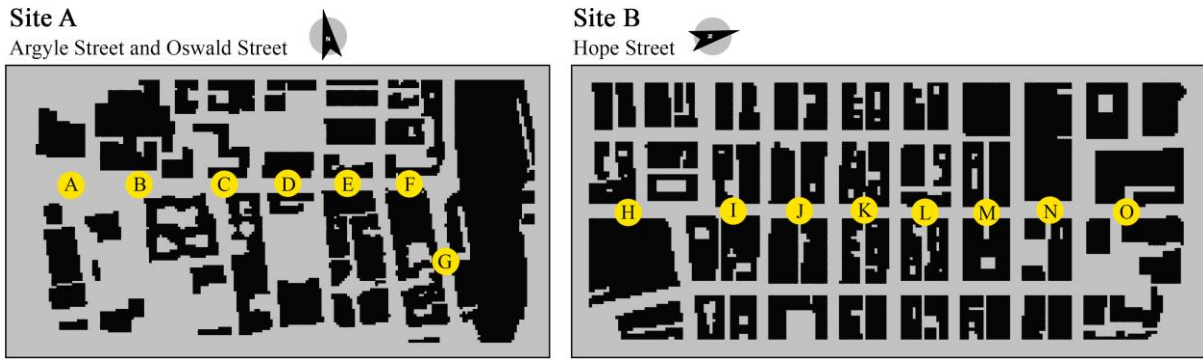 Site A
Argyle Street and Oswald Street
N
A
B
C
D
E
F
G
Site B
Hope Street
N
H
I
J
K
L
M
N
O